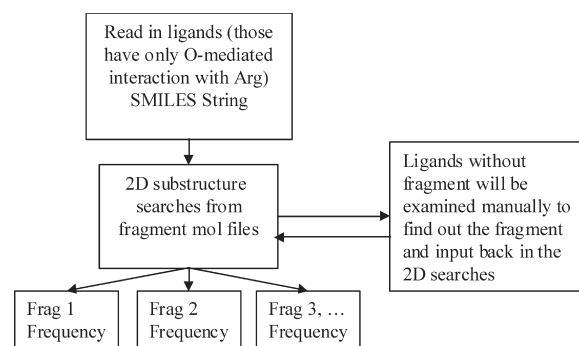 Read in ligands (those
have only O-mediated
interaction with Arg)
SMILES String
2D substructure
searches from
fragment mol files
Ligands without
fragment will be
examined manually to
find out the fragment
and input back in the
2D searches
Frag 1
Frequency
Frag 2
Frequency
Frag 3, …
Frequency